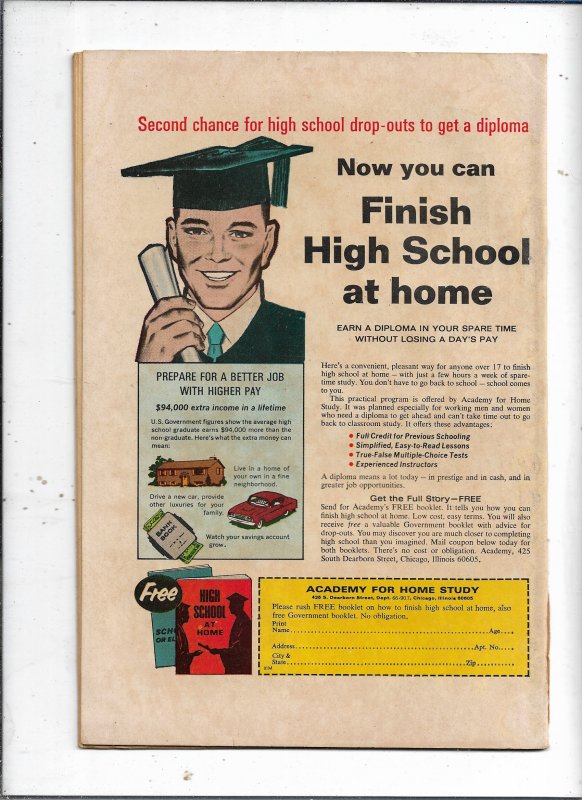 Second chance for high school drop-outs to get a diploma
Now you can
Finish
High School
at home
EARN A DIPLOMA IN YOUR SPARE TIME
WITHOUT LOSING A DAY'S PAY
PREPARE FOR A BETTER JOB
WITH HIGHER PAY
$94,000 extra income in a lifetime
U.S. Government figures show the average high
school graduate earns $94,000 more than the
non-graduate. Here's what the extra money can
mean:
Live in a home of
your own in a fine
neighborhood.
Drive a new car, provide
other luxuries for your
family.
BANK
BOOK
Watch your savings account
grow.
Here's a convenient, pleasant way for anyone over 17 to finish
high school at home – with just a few hours a week of spare-
time study. You don't have to go back to school – school comes
to you.
This practical program is offered by Academy for Home
Study. It was planned especially for working men and women
who need a diploma to get ahead and can't take time out to go
back to classroom study. It offers these advantages:
• Full Credit for Previous Schooling
• Simplified, Easy-to-Read Lessons
• True-False Multiple-Choice Tests
• Experienced Instructors
A diploma means a lot today – in prestige and in cash, and in
greater job opportunities.
Get the Full Story—FREE
Send for Academy's FREE booklet. It tells you how you can
finish high school at home. Low cost, easy terms. You will also
receive free a valuable Government booklet with advice for
drop-outs. You may discover you are much closer to completing
high school than you imagined. Mail coupon below today for
both booklets. There's no cost or obligation. Academy, 425
South Dearborn Street, Chicago, Illinois 60605.
Free
HIGH
SCHOOL
AT
HOME
SCH
OR EL
ACADEMY FOR HOME STUDY
426 S. Dearborn Street, Dept. Chicago, Illinois 60605
Please rush FREE booklet on how to finish high school at home, also
free Government booklet. No obligation.
Print
Name Age
Address Apt. No.
City &
State Zip